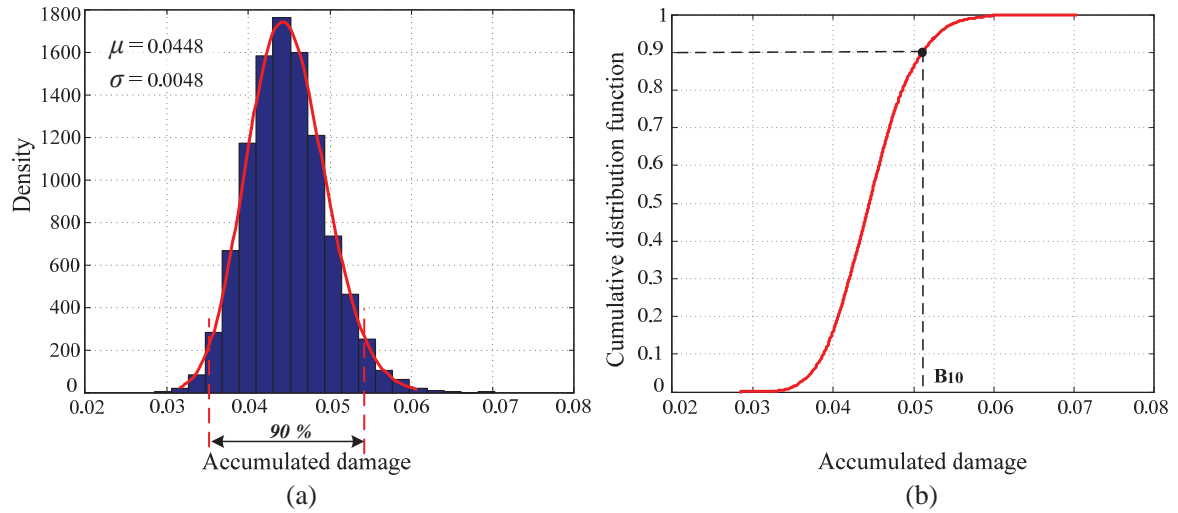 1800
1600
1400
1200
1000
800
600
400
200
0
Density
μ = 0.0448
σ = 0.0048
0.02 0.03 0.04 0.05 0.06 0.07 0.08
90 %
Accumulated damage
(a)
1
0.9
0.8
0.7
0.6
0.5
0.4
0.3
0.2
0.1
0
Cumulative distribution function
B10
0.02 0.03 0.04 0.05 0.06 0.07 0.08
Accumulated damage
(b)